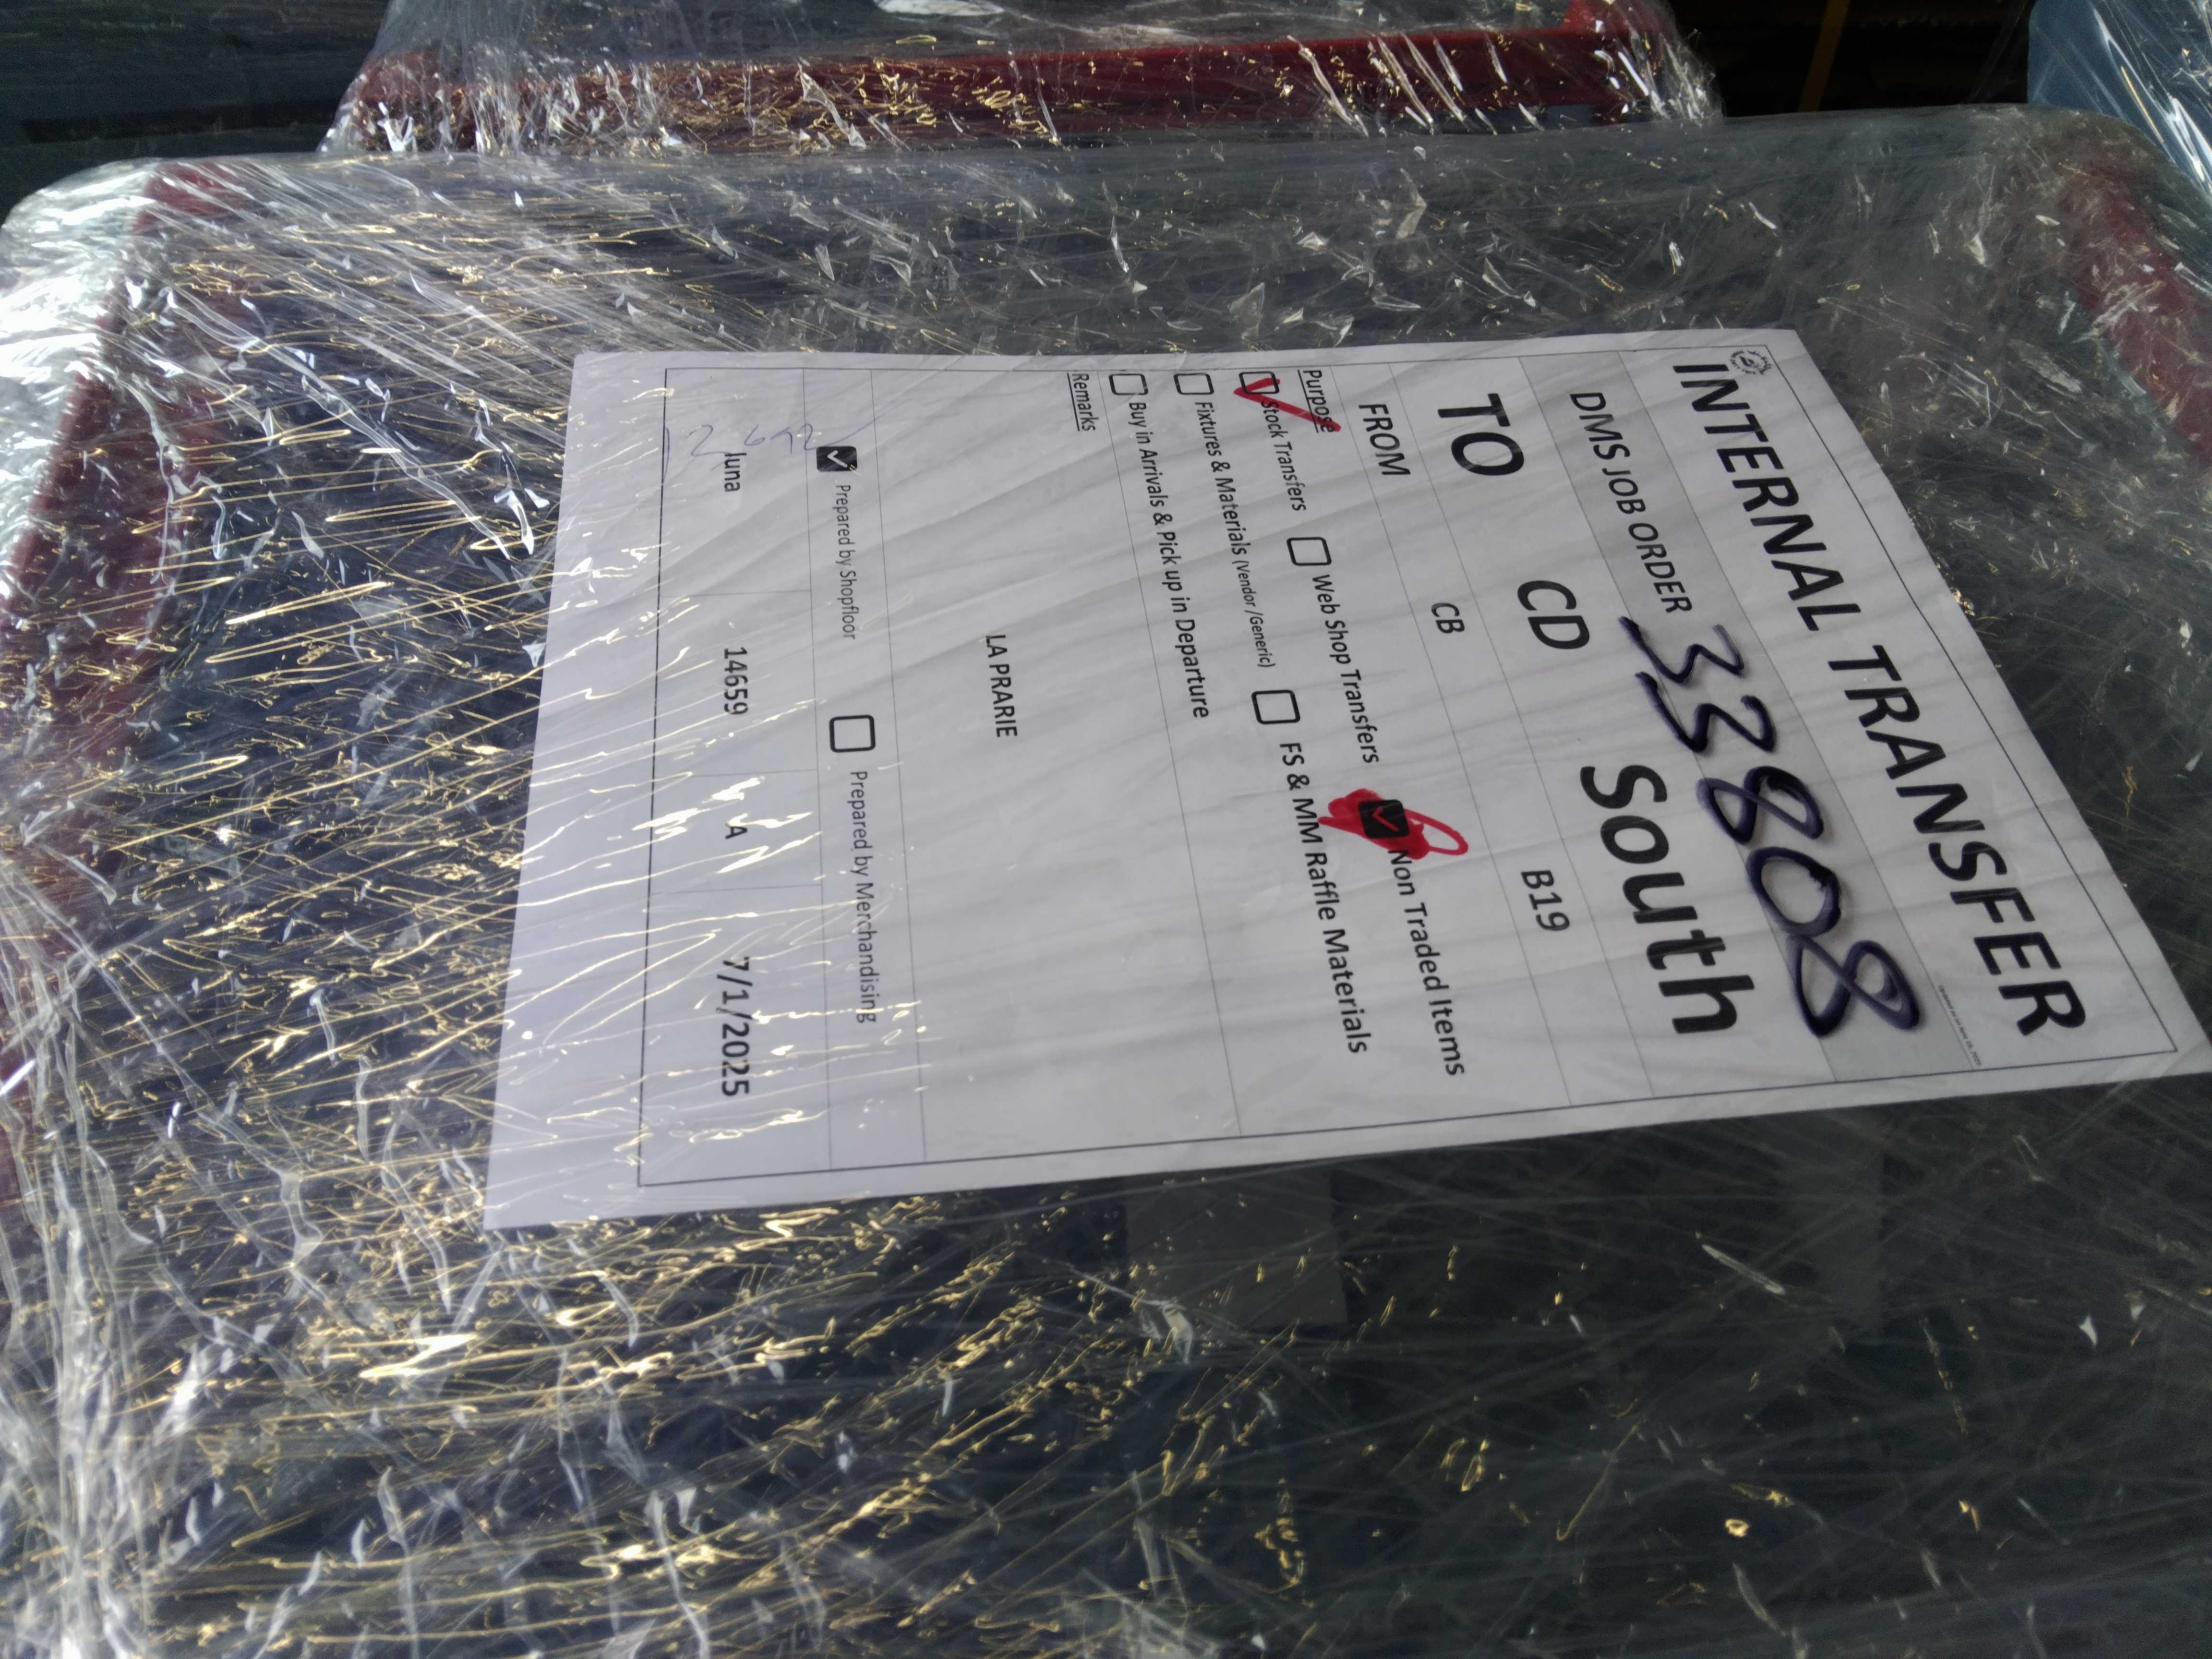 INTERNAL TRANSFER
DMS JOB ORDER 33808
TO CD South
FROM CB B19
Purpose
Stock Transfers Web Shop Transfers Non Traded Items
Fixtures & Materials (Vendor /Generic) FS & MM Raffle Materials
Buy in Arrivals & Pick up in Departure
Remarks
LA PRARIE
Prepared by Shopfloor Prepared by Merchandising
luna 14659 A 7/1/2025